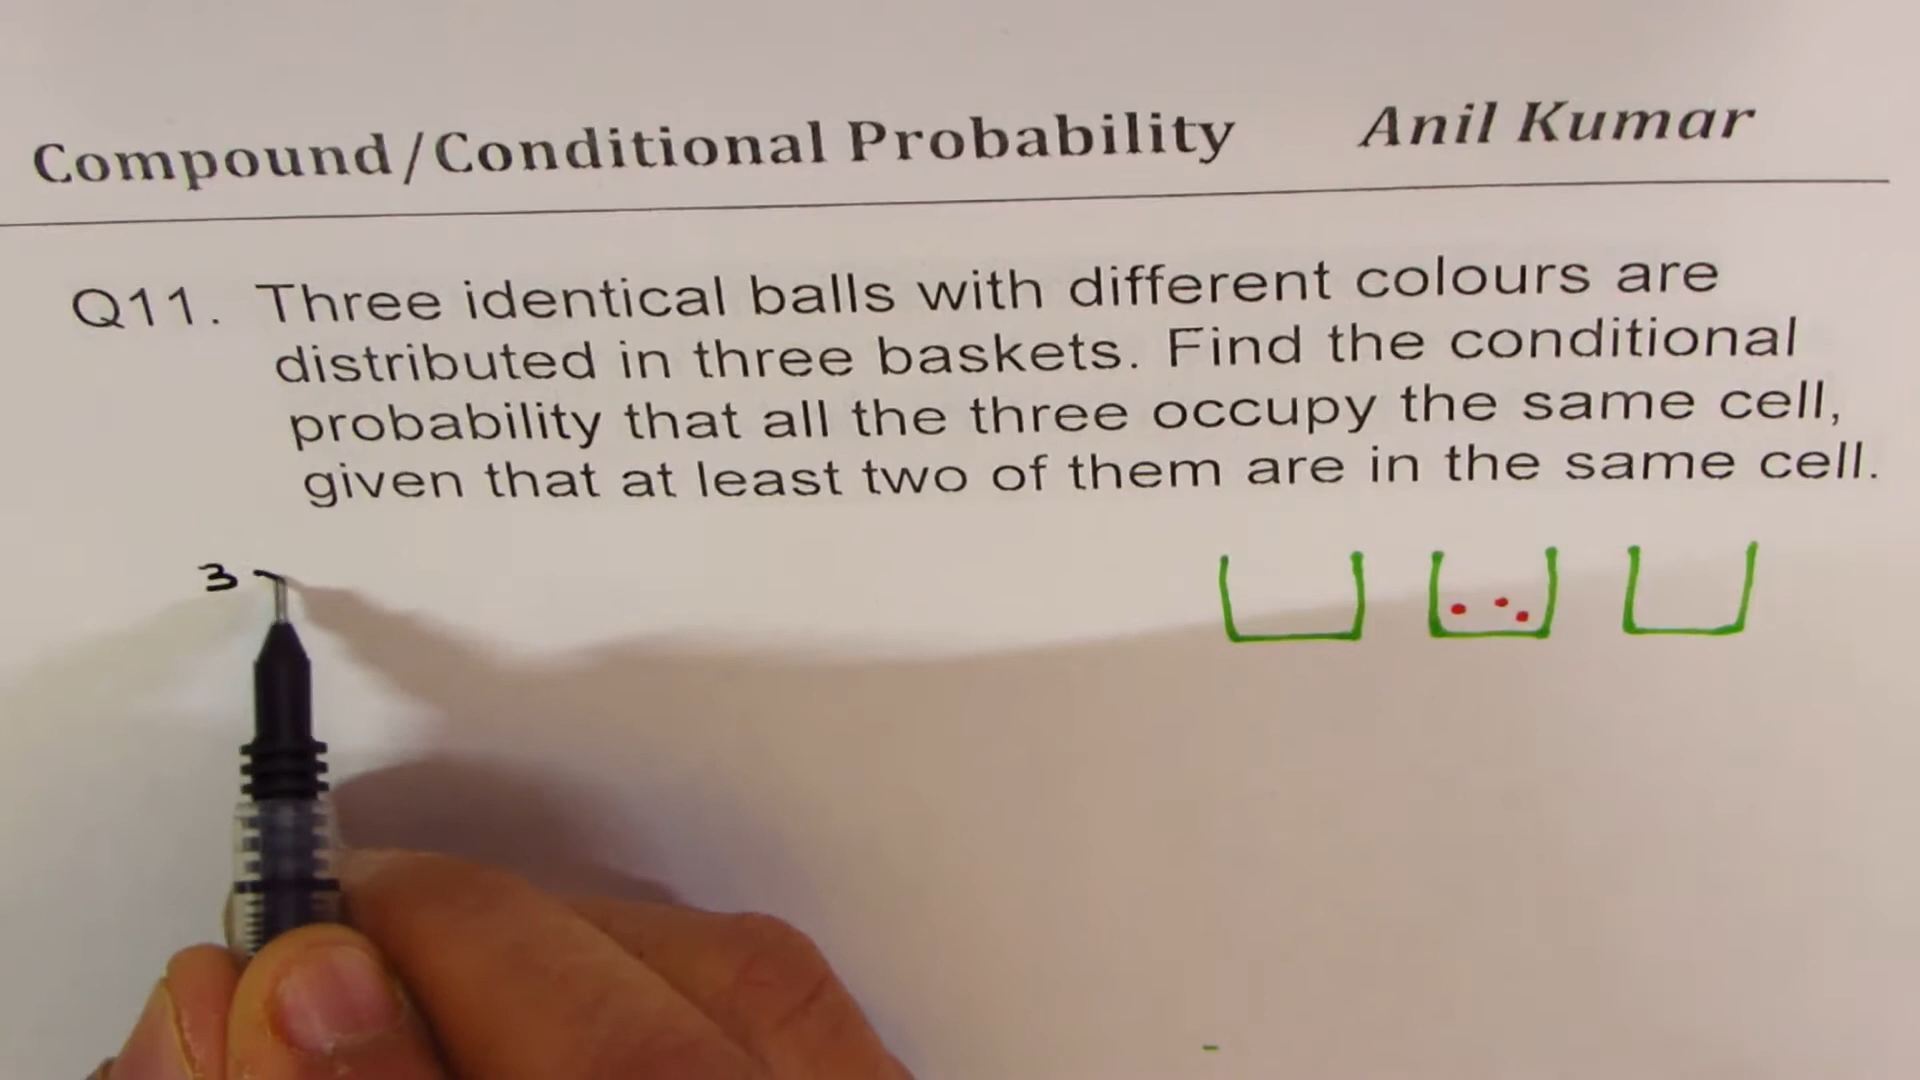 Compound/Conditional Probability Anil Kumar
Q11. Three identical balls with different colours are
distributed in three baskets. Find the conditional
probability that all the three occupy the same cell,
given that at least two of them are in the same cell.
3